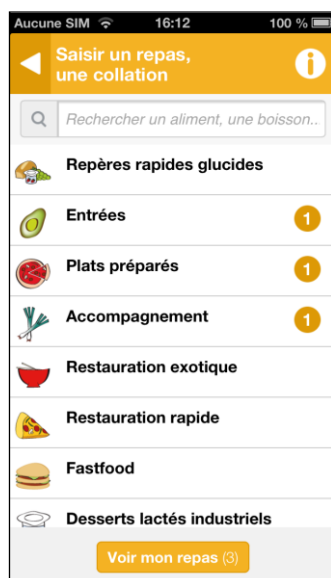 Aucune SIM 16:12 100 %
Saisir un repas,
une collation
Rechercher un aliment, une boisson...
Repères rapides glucides
Entrées 1
Plats préparés 1
Accompagnement 1
Restauration exotique
Restauration rapide
Fastfood
Desserts lactés industriels
Voir mon repas (3)